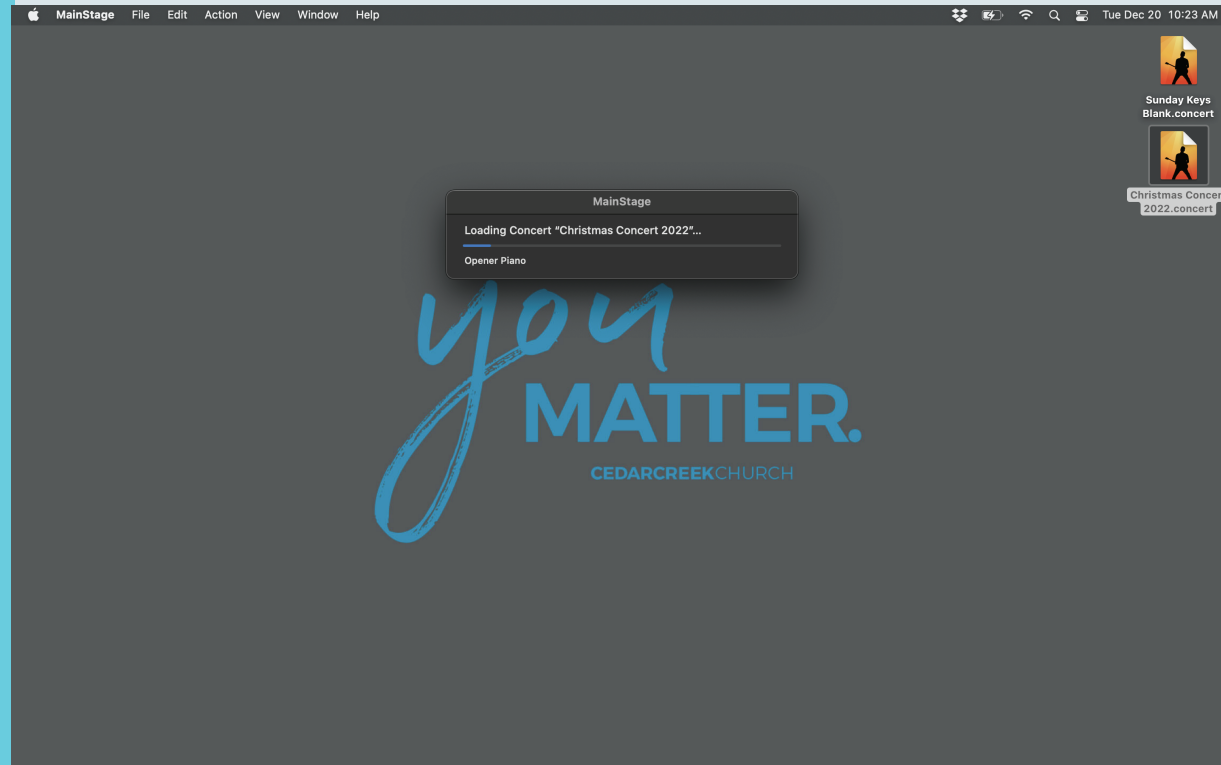 MainStage File Edit Action View Window Help Tue Dec 20 10:23 AM
Sunday Keys
Blank.concert
Christmas Concer
2022.concert
MainStage
Loading Concert “Christmas Concert 2022”...
Opener Piano
you
MATTER.
CEDARCREEKCHURCH